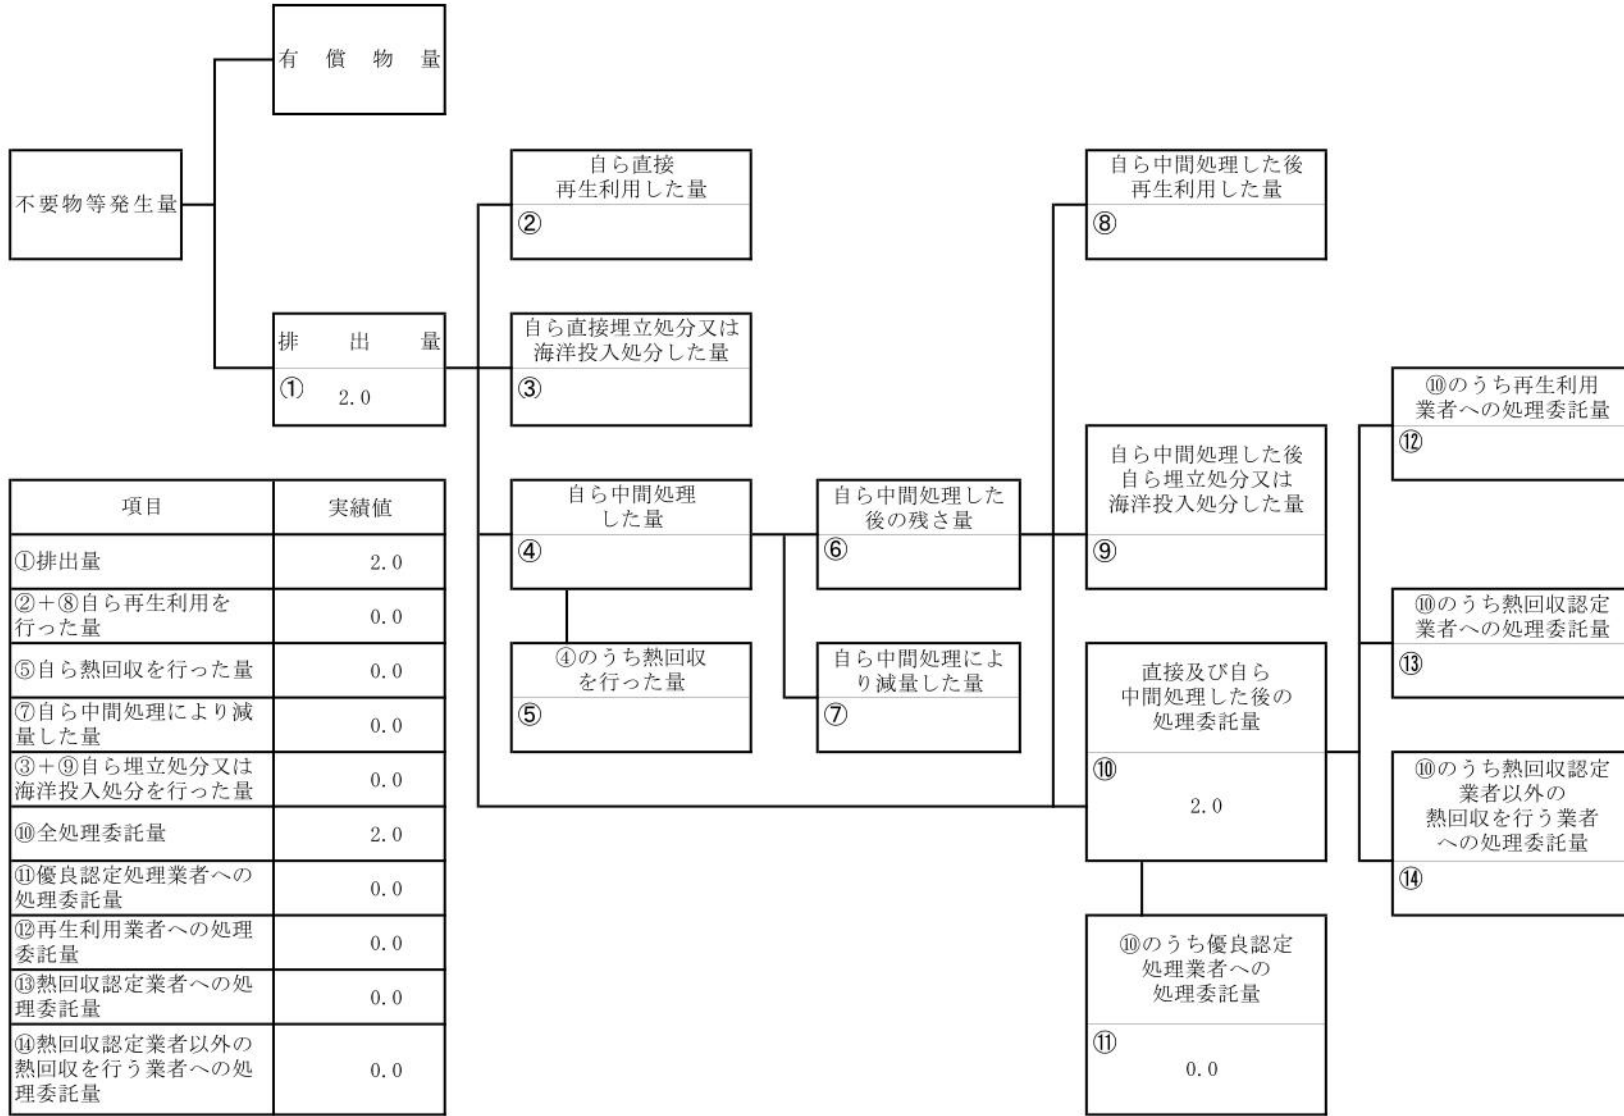 有償物量
不要物等発生量
排出量
①
2.0
自ら直接
再生利用した量
②
自ら直接埋立処分又は
海洋投入処分した量
③
自ら中間処理
した量
④
④のうち熱回収
を行った量
⑤
自ら中間処理した
後の残さ量
⑥
自ら中間処理によ
り減量した量
⑦
自ら中間処理した後
再生利用した量
⑧
自ら中間処理した後
自ら埋立処分又は
海洋投入処分した量
⑨
直接及び自ら
中間処理した後の
処理委託量
⑩
2.0
⑩のうち優良認定
処理業者への
処理委託量
⑪
0.0
⑩のうち再生利用
業者への処理委託量
⑫
⑩のうち熱回収認定
業者への処理委託量
⑬
⑩のうち熱回収認定
業者以外の
熱回収を行う業者
への処理委託量
⑭
項目 実績値
①排出量 2.0
②+⑧自ら再生利用を
行った量 0.0
⑤自ら熱回収を行った量 0.0
⑦自ら中間処理により減
量した量 0.0
③+⑨自ら埋立処分又は
海洋投入処分を行った量 0.0
⑩全処理委託量 2.0
⑪優良認定処理業者への
処理委託量 0.0
⑫再生利用業者への処理
委託量 0.0
⑬熱回収認定業者への処
理委託量 0.0
⑭熱回収認定業者以外の
熱回収を行う業者への処
理委託量 0.0